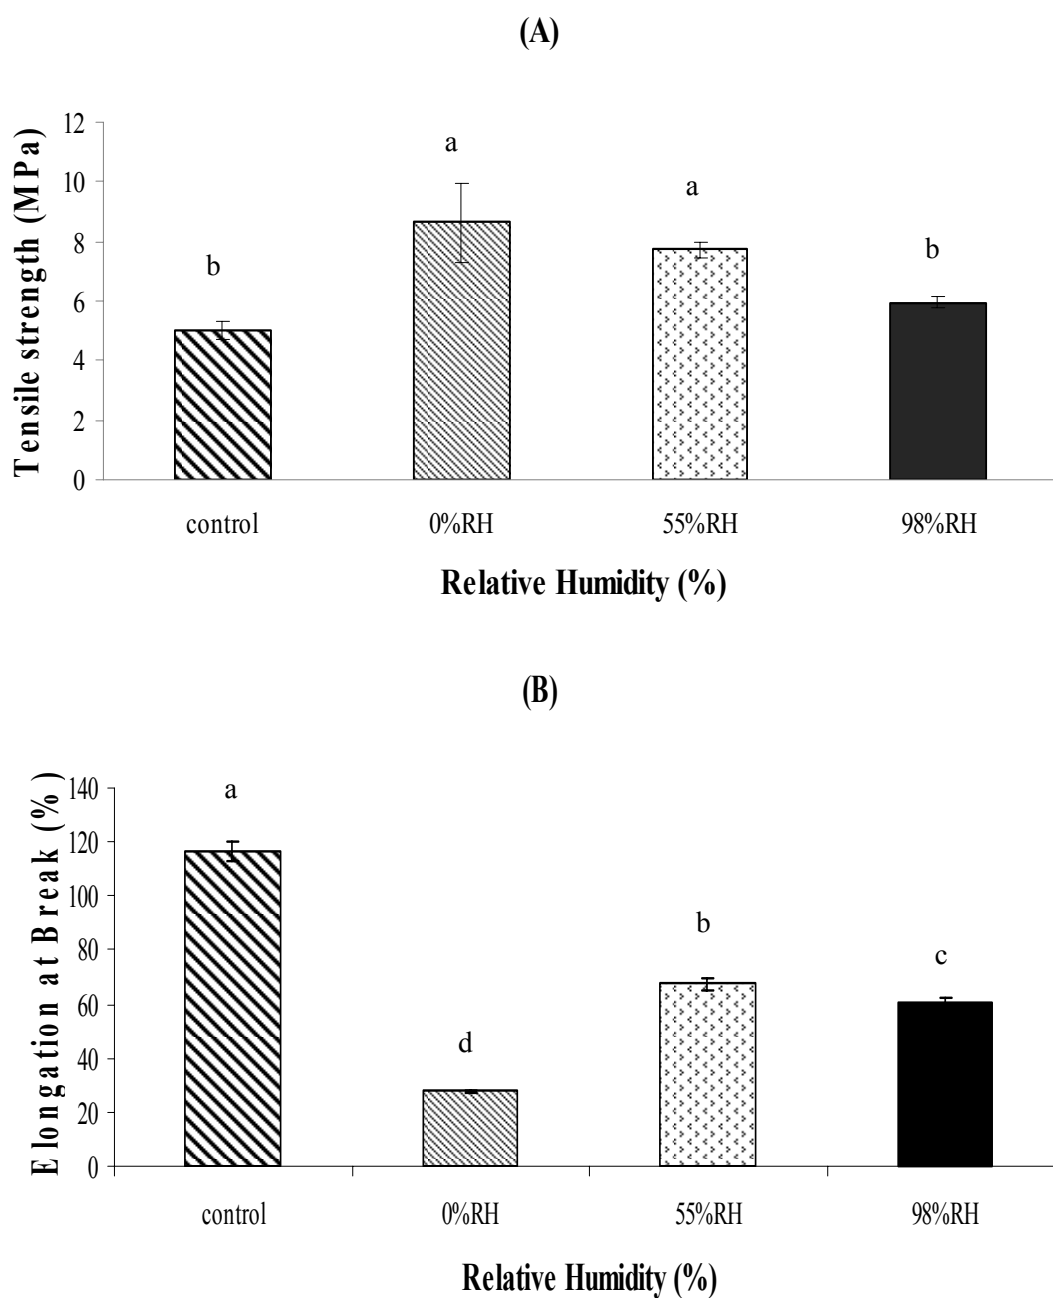 (A)
Tensile strength (MPa)
12
10
8
6
4
2
0
b
a
a
b
control
0%RH
55%RH
98%RH
Relative Humidity (%)
(B)
Elongation at Break (%)
140
120
100
80
60
40
20
0
a
d
b
c
control
0%RH
55%RH
98%RH
Relative Humidity (%)